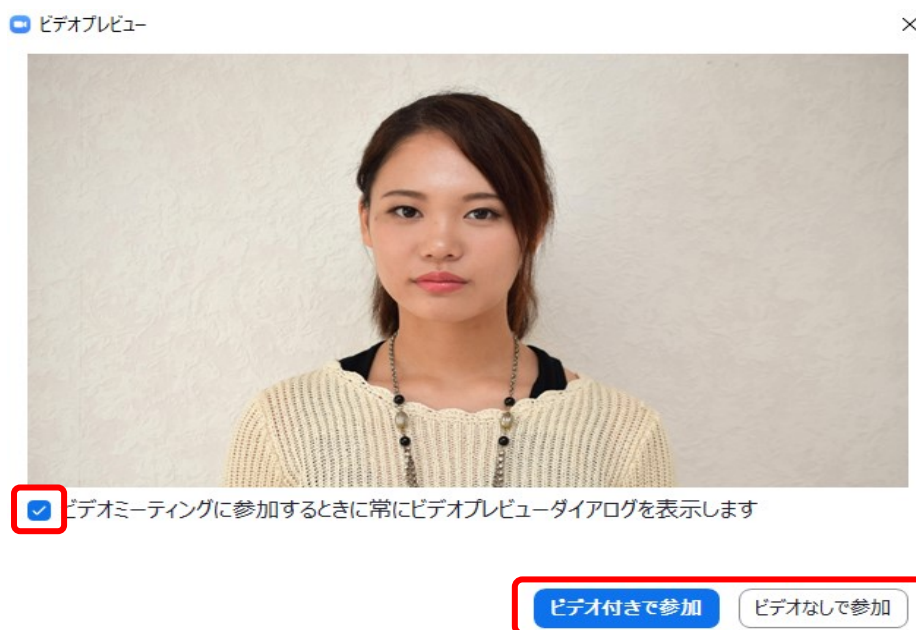 ビデオプレビュー
ビデオミーティングに参加するときに常にビデオプレビューダイアログを表示します
ビデオ付きで参加
ビデオなしで参加